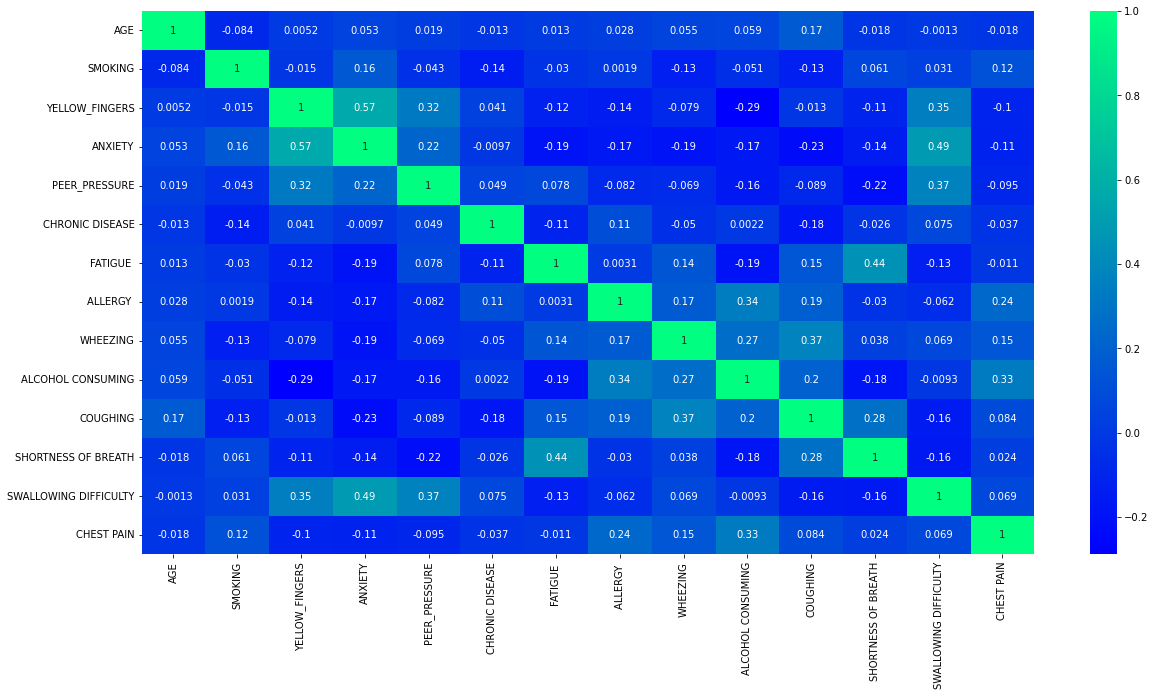 AGE 1 -0.084 0.0052 0.053 0.019 -0.013 0.013 0.028 0.055 0.059 0.17 -0.018 -0.0013 -0.018
SMOKING -0.084 1 -0.015 0.16 -0.043 -0.14 -0.03 0.0019 -0.13 -0.051 -0.13 0.061 0.031 0.12
YELLOW_FINGERS 0.0052 -0.015 1 0.57 0.32 0.041 -0.12 -0.14 -0.079 -0.29 -0.013 -0.11 0.35 -0.1
ANXIETY 0.053 0.16 0.57 1 0.22 -0.0097 -0.19 -0.17 -0.19 -0.17 -0.23 -0.14 0.49 -0.11
PEER_PRESSURE 0.019 -0.043 0.32 0.22 1 0.049 0.078 -0.082 -0.069 -0.16 -0.089 -0.22 0.37 -0.095
CHRONIC DISEASE -0.013 -0.14 0.041 -0.0097 0.049 1 -0.11 0.11 -0.05 0.0022 -0.18 -0.026 0.075 -0.037
FATIGUE 0.013 -0.03 -0.12 -0.19 0.078 -0.11 1 0.0031 0.14 -0.19 0.15 0.44 -0.13 -0.011
ALLERGY 0.028 0.0019 -0.14 -0.17 -0.082 0.11 0.0031 1 0.17 0.34 0.19 -0.03 -0.062 0.24
WHEEZING 0.055 -0.13 -0.079 -0.19 -0.069 -0.05 0.14 0.17 1 0.27 0.37 0.038 0.069 0.15
ALCOHOL CONSUMING 0.059 -0.051 -0.29 -0.17 -0.16 0.0022 -0.19 0.34 0.27 1 0.2 -0.18 -0.0093 0.33
COUGHING 0.17 -0.13 -0.013 -0.23 -0.089 -0.18 0.15 0.19 0.37 0.2 1 0.28 -0.16 0.084
SHORTNESS OF BREATH -0.018 0.061 -0.11 -0.14 -0.22 -0.026 0.44 -0.03 0.038 -0.18 0.28 1 -0.16 0.024
SWALLOWING DIFFICULTY -0.0013 0.031 0.35 0.49 0.37 0.075 -0.13 -0.062 0.069 -0.0093 -0.16 -0.16 1 0.069
CHEST PAIN -0.018 0.12 -0.1 -0.11 -0.095 -0.037 -0.011 0.24 0.15 0.33 0.084 0.024 0.069 1
AGE
SMOKING
YELLOW_FINGERS
ANXIETY
PEER_PRESSURE
CHRONIC DISEASE
FATIGUE
ALLERGY
WHEEZING
ALCOHOL CONSUMING
COUGHING
SHORTNESS OF BREATH
SWALLOWING DIFFICULTY
CHEST PAIN
1.0
0.8
0.6
0.4
0.2
0.0
−0.2